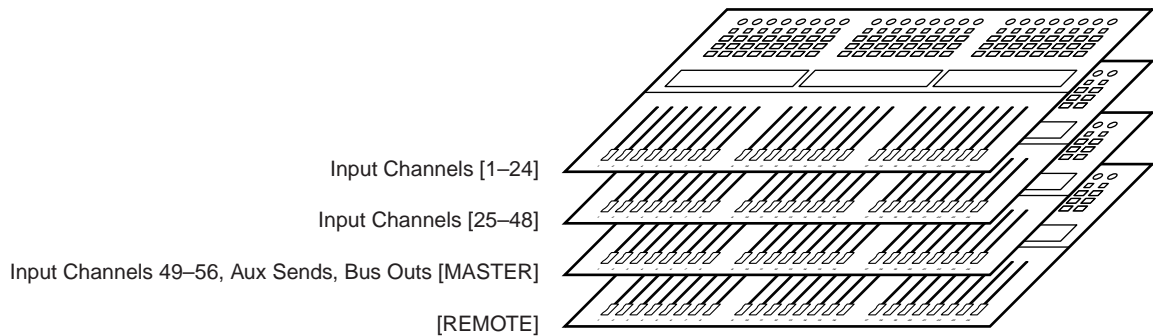 Input Channels [1–24]
Input Channels [25–48]
Input Channels 49–56, Aux Sends, Bus Outs [MASTER]
[REMOTE]